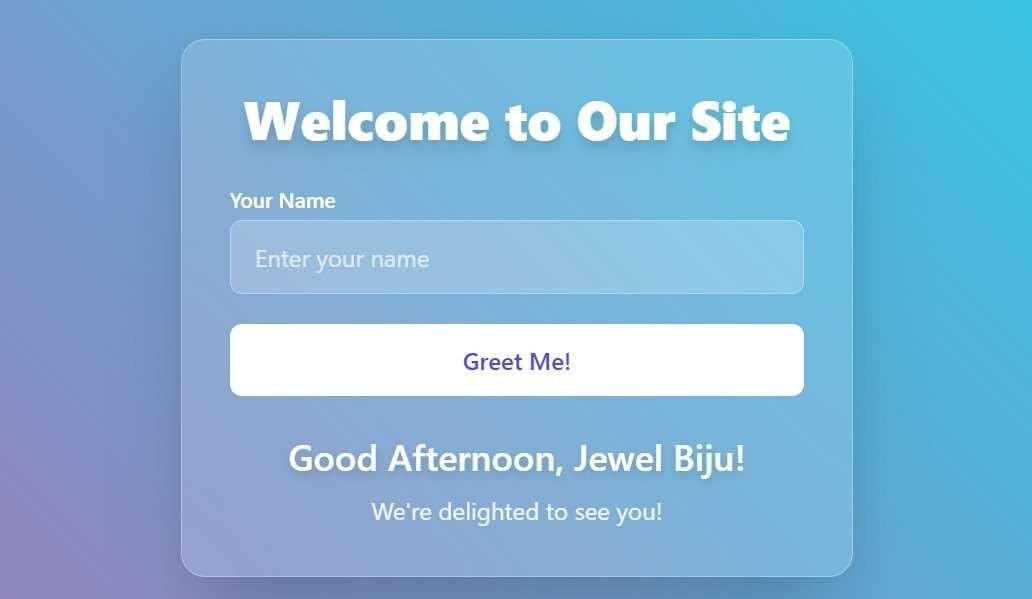 Welcome to Our Site
Your Name
Enter your name
Greet Me!
Good Afternoon, Jewel Biju!
We're delighted to see you!